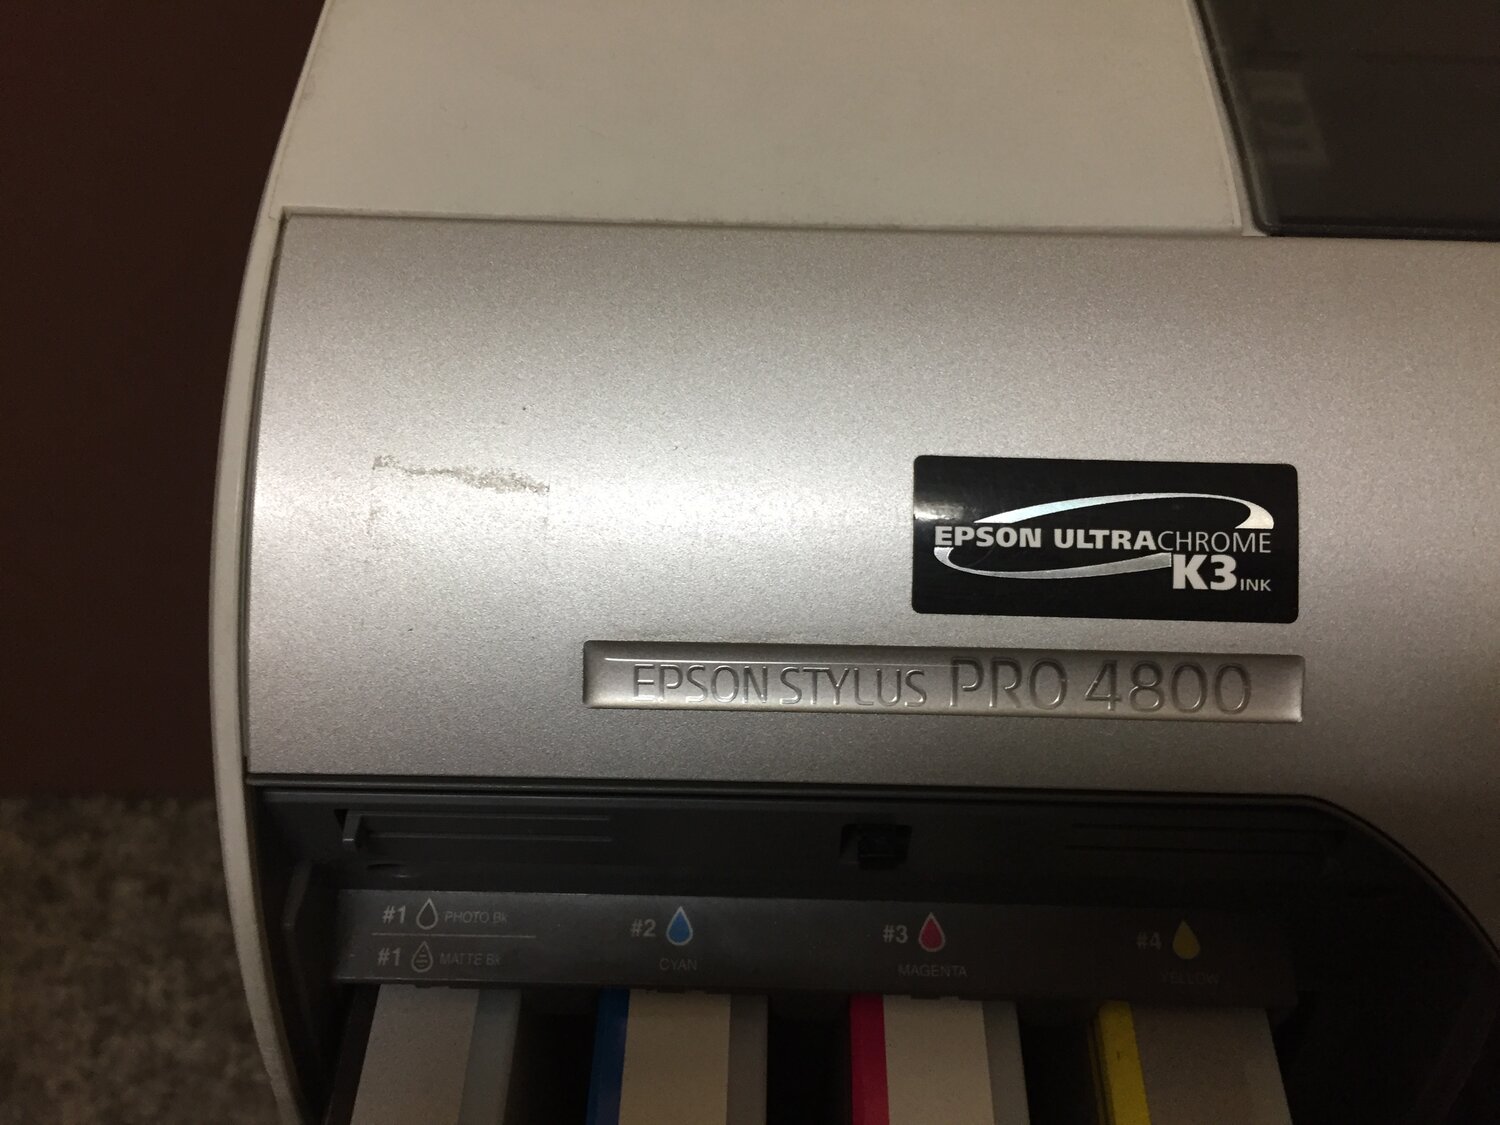 EPSON ULTRACHROME
K3 INK
EPSON STYLUS PRO 4800
#1 PHOTO Bk
#1 MATTE Bk
#2
CYAN
#3
MAGENTA
#4
YELLOW